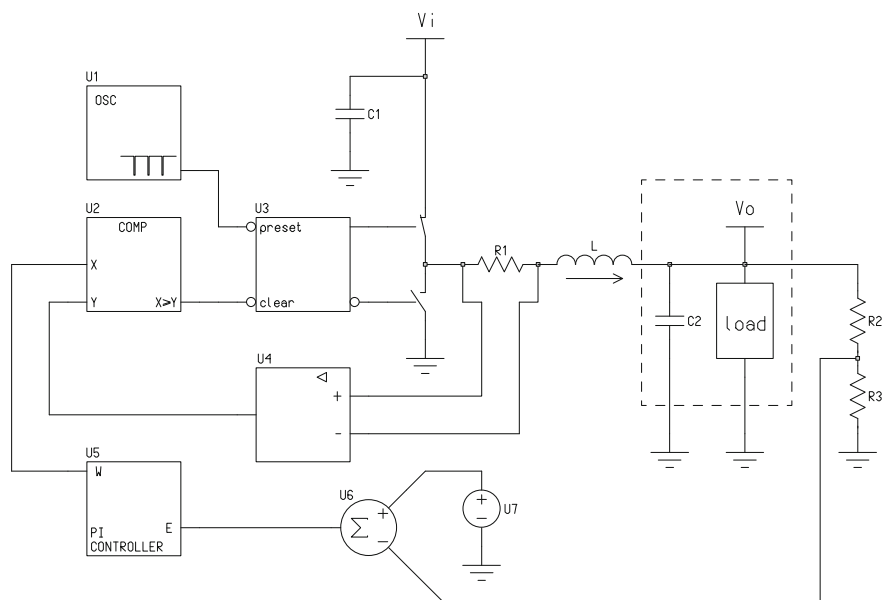 Vi
U1
OSC
C1
U2
COMP
X
Y
X≥Y
U3
preset
clear
R1
L
Vo
C2
load
R2
R3
U4
+
-
U5
W
E
PI
CONTROLLER
U6
Σ
+
-
+
-
U7